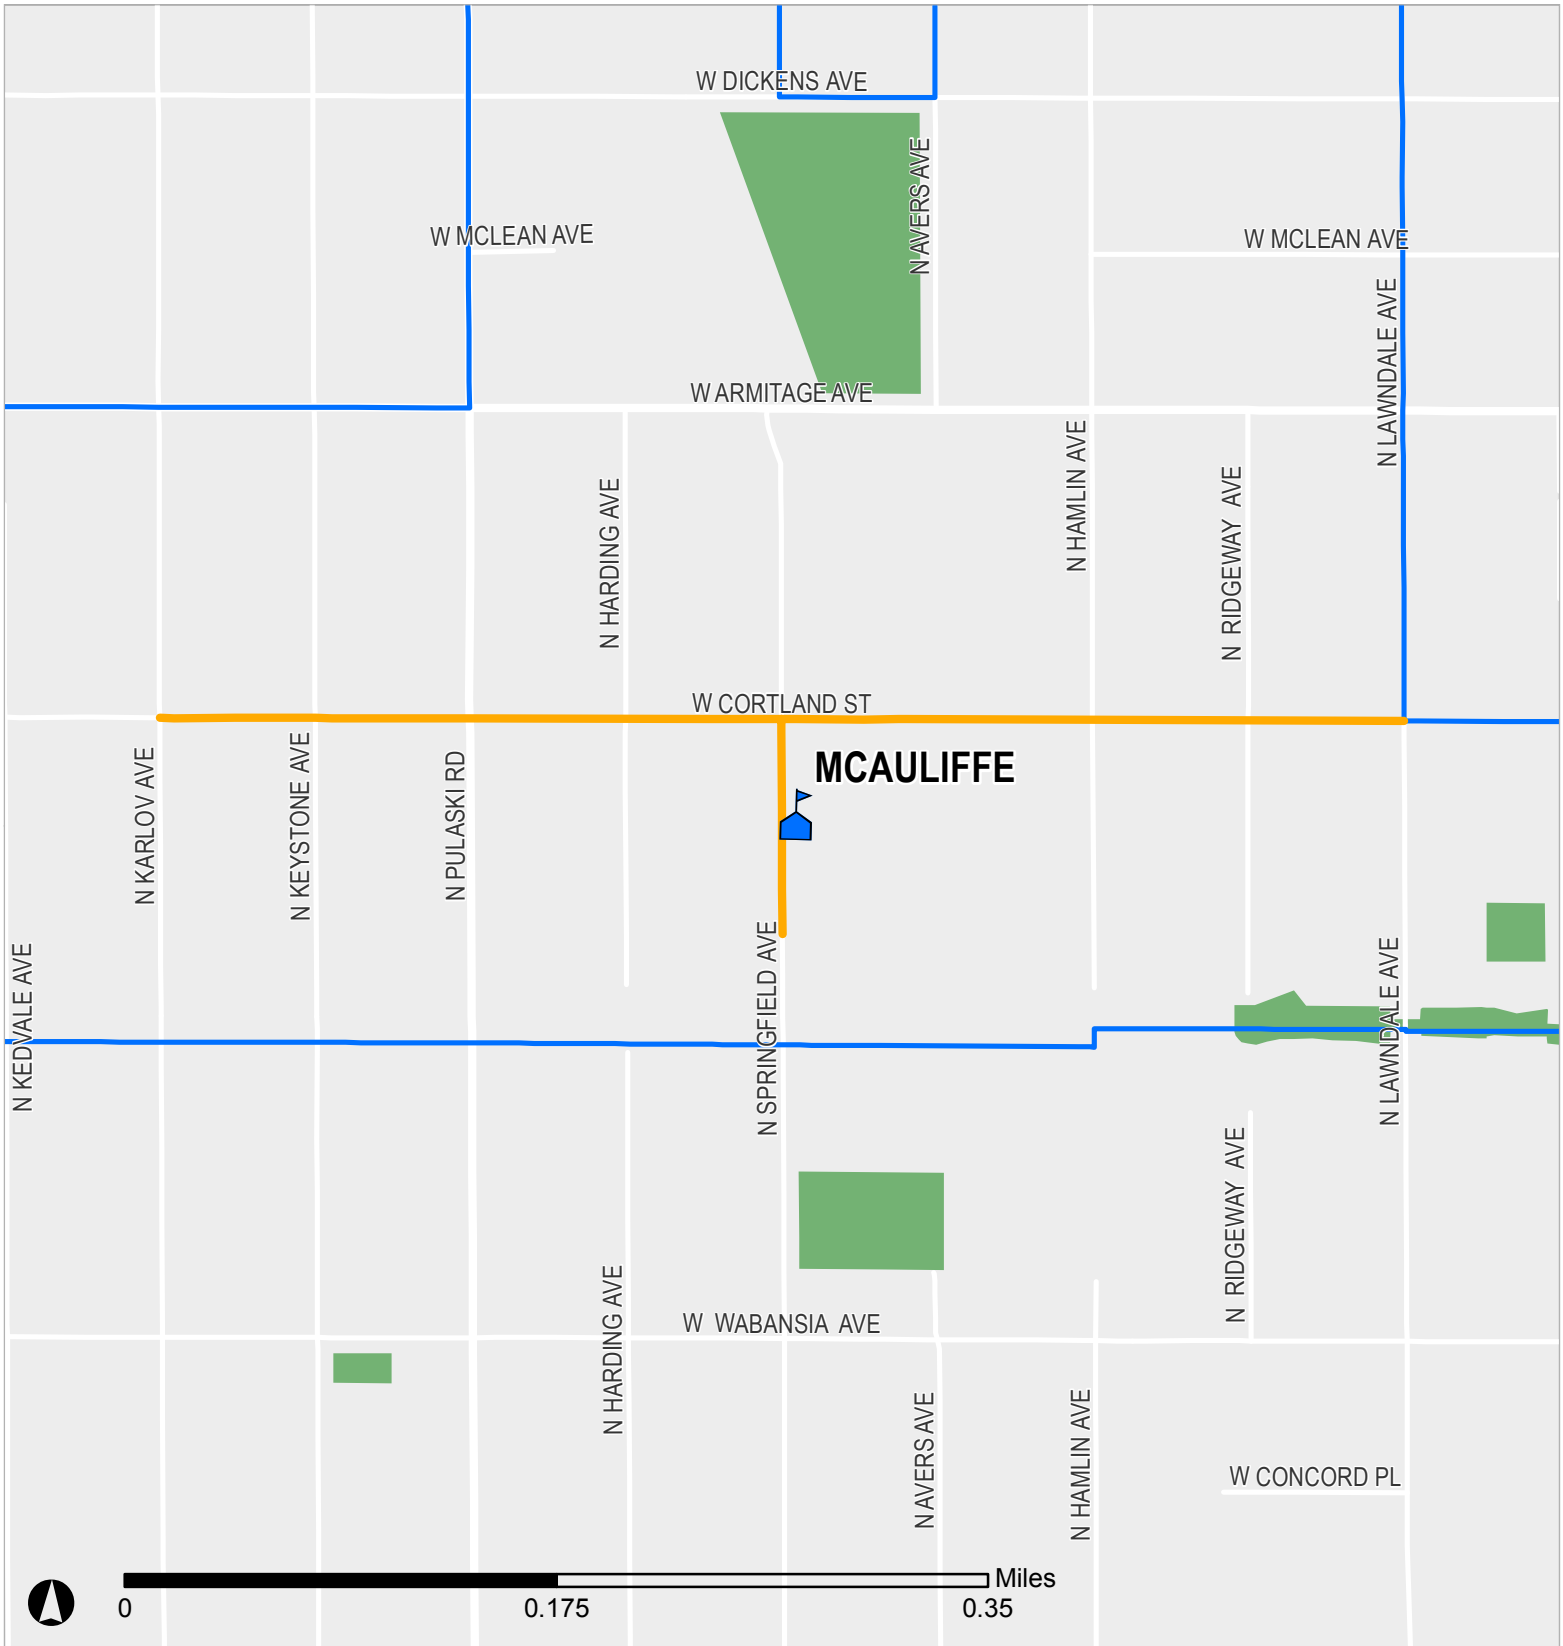 W DICKENS AVE
N AVERS AVE
W MCLEAN AVE
W MCLEAN AVE
N LAWNDALE AVE
W ARMITAGE AVE
N HAMLIN AVE
N RIDGEWAY AVE
N HARDING AVE
W CORTLAND ST
N KARLOV AVE
N KEYSTONE AVE
N PULASKI RD
MCAULIFFE
N KEDVALE AVE
N SPRINGFIELD AVE
N LAWNDALE AVE
N RIDGEWAY AVE
N HARDING AVE
W WABANSIA AVE
N AVERS AVE
N HAMLIN AVE
W CONCORD PL
Miles
0 0.175 0.35